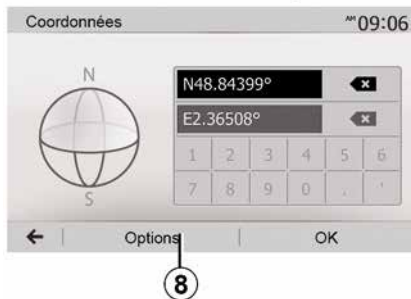 Coordonnées AM 09:06
N
N48.84399°
E2.36508°
1 2 3 4 5 6
7 8 9 0 . '
S
Options OK
8